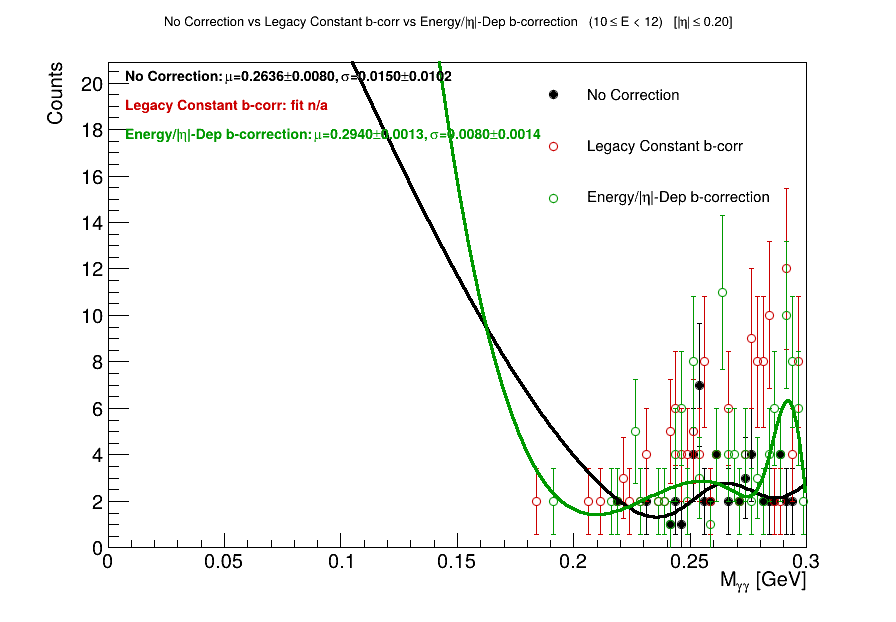 No Correction vs Legacy Constant b-corr vs Energy/|η|-Dep b-correction (10 ≤ E < 12) [|η| ≤ 0.20]
Counts
No Correction: μ=0.2636±0.0080, σ=0.0150±0.0102
Legacy Constant b-corr: fit n/a
Energy/|η|-Dep b-correction: μ=0.2940±0.0013, σ=0.0080±0.0014
No Correction
Legacy Constant b-corr
Energy/|η|-Dep b-correction
20
18
16
14
12
10
8
6
4
2
0
0 0.05 0.1 0.15 0.2 0.25 0.3
Mγγ [GeV]